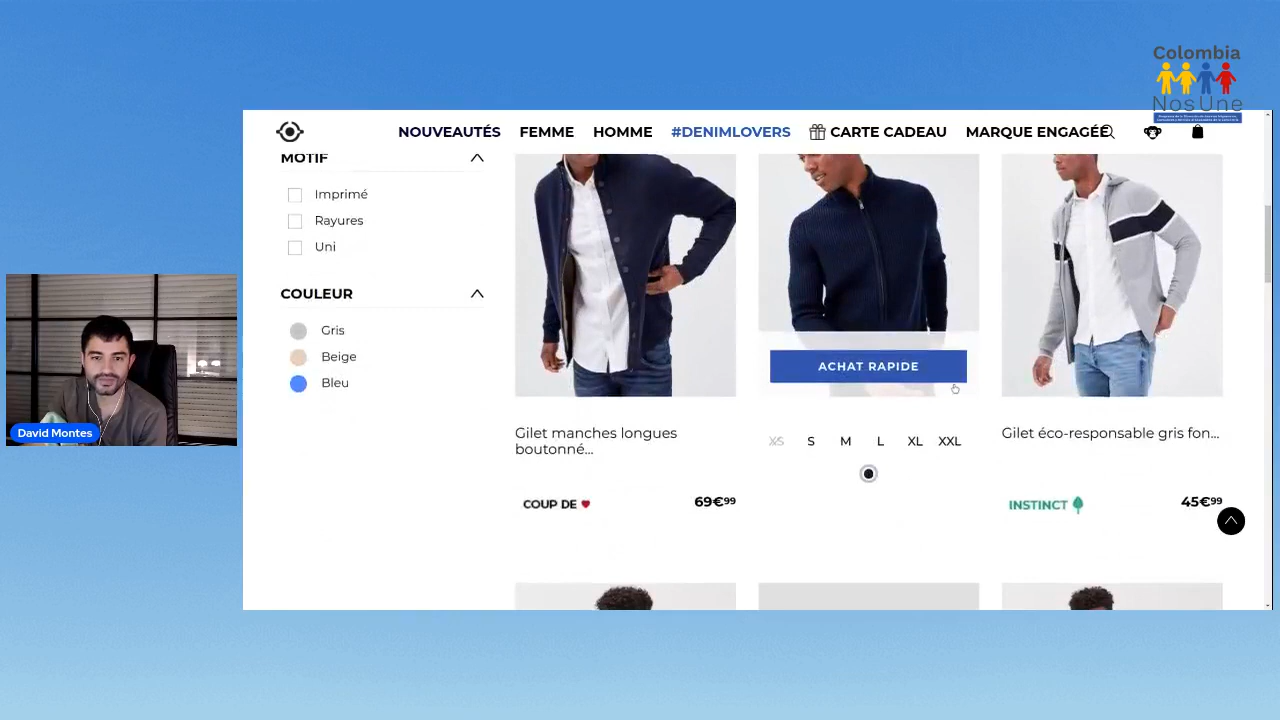 Colombia
NosUne
NOUVEAUTÉS FEMME HOMME #DENIMLOVERS CARTE CADEAU MARQUE ENGAGÉE
MOTIF
Imprimé
Rayures
Uni
COULEUR
Gris
Beige
Bleu
ACHAT RAPIDE
Gilet manches longues
boutonné...
XS S M L XL XXL
Gilet éco-responsable gris fon...
COUP DE
69€99
INSTINCT
45€99
David Montes